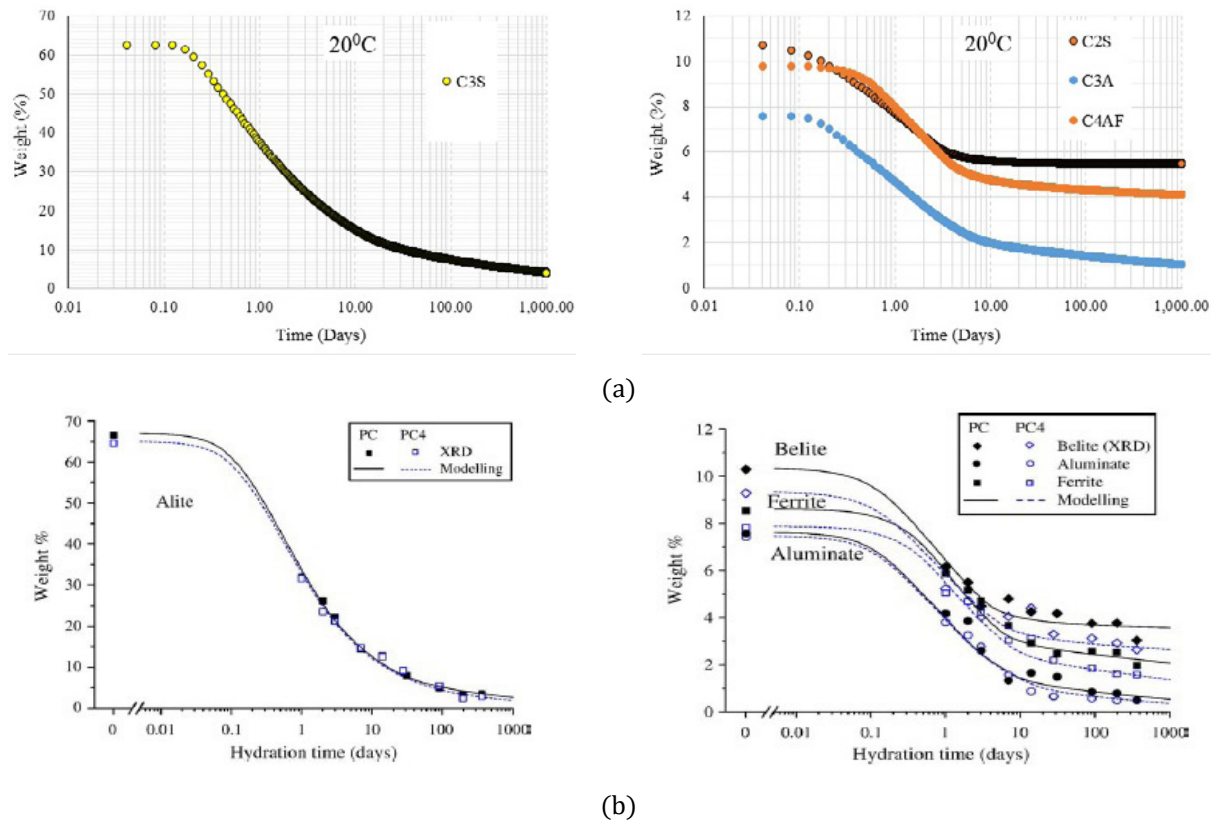 70
60
50
40
30
20
10
0
Weight (%)
20⁰C
C3S
0.01 0.10 1.00 10.00 100.00 1,000.00
Time (Days)
12
10
8
6
4
2
0
Weight (%)
20⁰C
C2S
C3A
C4AF
0.01 0.10 1.00 10.00 100.00 1,000.00
Time (Days)
(a)
70
60
50
40
30
20
10
0
Weight %
PC PC4
XRD
Modelling
Alite
0 0.01 0.1 1 10 100
Hydration time (days)
12
10
8
6
4
2
0
Weight %
Belite
Ferrite
Aluminate
PC PC4
Belite (XRD)
Aluminate
Ferrite
Modelling
0 0.01 0.1 1 10 100
Hydration time (days)
(b)